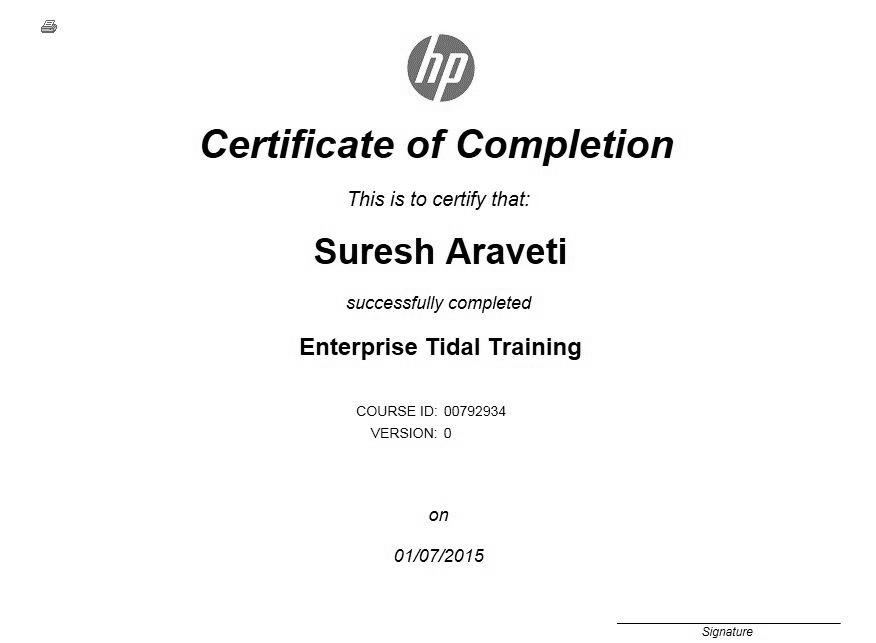 hp
Certificate of Completion
This is to certify that:
Suresh Araveti
successfully completed
Enterprise Tidal Training
COURSE ID: 00792934
VERSION: 0
on
01/07/2015
Signature